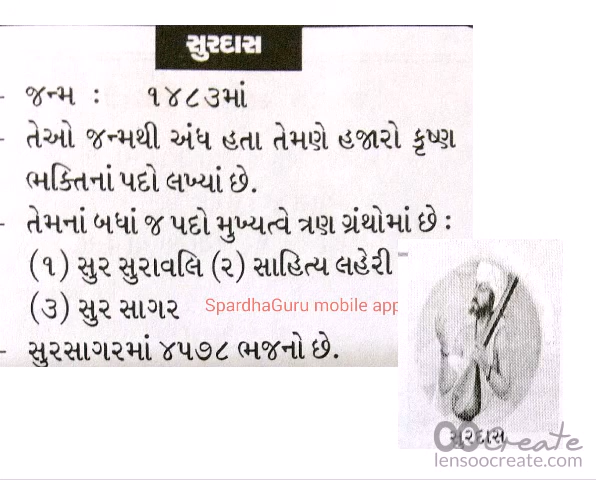 સુરદાસ
- જન્મ : ૧૪૮૩માં
- તેઓ જન્મથી અંધ હતા તેમણે હજારો કૃષ્ણ
ભક્તિનાં પદો લખ્યાં છે.
- તેમનાં બધાં જ પદો મુખ્યત્વે ત્રણ ગ્રંથોમાં છે :
(૧) સુર સુરાવલિ (૨) સાહિત્ય લહેરી
(૩) સુર સાગર SpardhaGuru mobile app
- સુરસાગરમાં ૪૫૭૮ ભજનો છે.
સુરદાસ
create
lensoocreate.com